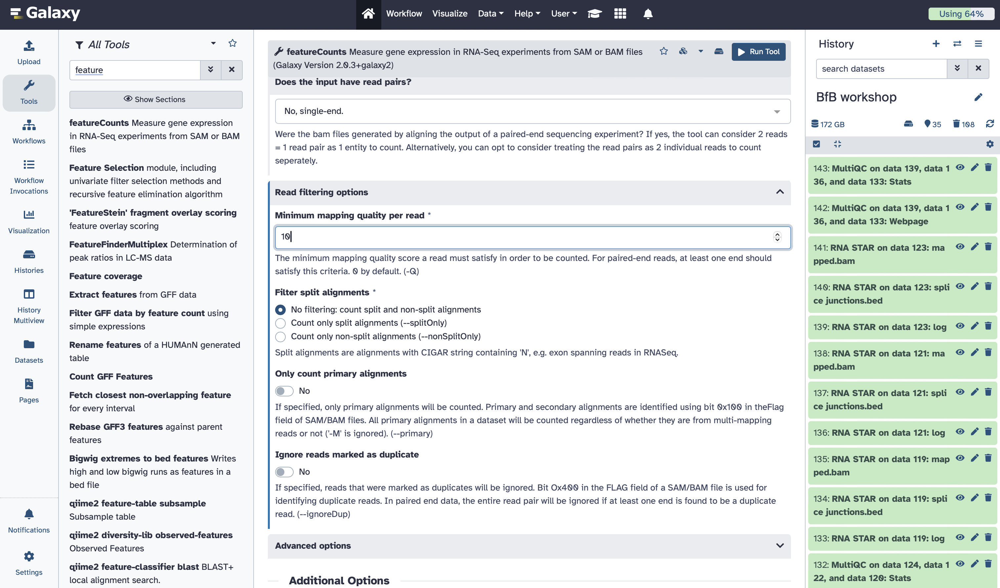 Galaxy
Workflow
Visualize
Data
Help
User
Using 64%
Upload
Tools
Workflows
Workflow
Invocations
Visualization
Histories
History
Multiview
Datasets
Pages
Notifications
Settings
All Tools
feature
Show Sections
featureCounts Measure gene expression
in RNA-Seq experiments from SAM or BAM
files
Feature Selection module, including
univariate filter selection methods and
recursive feature elimination algorithm
'FeatureStein' fragment overlay scoring
feature overlay scoring
FeatureFinderMultiplex Determination of
peak ratios in LC-MS data
Feature coverage
Extract features from GFF data
Filter GFF data by feature count using
simple expressions
Rename features of a HUMAnN generated
table
Count GFF Features
Fetch closest non-overlapping feature
for every interval
Rebase GFF3 features against parent
features
Bigwig extremes to bed features Writes
high and low bigwig runs as features in a
bed file
qiime2 feature-table subsample
Subsample table
qiime2 diversity-lib observed-features
Observed Features
qiime2 feature-classifier blast BLAST+
local alignment search.
featureCounts Measure gene expression in RNA-Seq experiments from SAM or BAM files
(Galaxy Version 2.0.3+galaxy2)
Run Tool
Does the input have read pairs?
No, single-end.
Were the bam files generated by aligning the output of a paired-end sequencing experiment? If yes, the tool can consider 2 reads
= 1 read pair as 1 entity to count. Alternatively, you can opt to consider treating the read pairs as 2 individual reads to count
seperately.
Read filtering options
Minimum mapping quality per read *
10
The minimum mapping quality score a read must satisfy in order to be counted. For paired-end reads, at least one end should
satisfy this criteria. 0 by default. (-Q)
Filter split alignments *
No filtering: count split and non-split alignments
Count only split alignments (--splitOnly)
Count only non-split alignments (--nonSplitOnly)
Split alignments are alignments with CIGAR string containing 'N', e.g. exon spanning reads in RNASeq.
Only count primary alignments
No
If specified, only primary alignments will be counted. Primary and secondary alignments are identified using bit 0x100 in theFlag
field of SAM/BAM files. All primary alignments in a dataset will be counted regardless of whether they are from multi-mapping
reads or not ('-M' is ignored). (--primary)
Ignore reads marked as duplicate
No
If specified, reads that were marked as duplicates will be ignored. Bit Ox400 in the FLAG field of a SAM/BAM file is used for
identifying duplicate reads. In paired end data, the entire read pair will be ignored if at least one end is found to be a duplicate
read. (--ignoreDup)
Advanced options
Additional Options
History
search datasets
BfB workshop
172 GB
35
108
143: MultiQC on data 139, data 1
36, and data 133: Stats
142: MultiQC on data 139, data 1
36, and data 133: Webpage
141: RNA STAR on data 123: ma
pped.bam
140: RNA STAR on data 123: spli
ce junctions.bed
139: RNA STAR on data 123: log
138: RNA STAR on data 121: ma
pped.bam
137: RNA STAR on data 121: spli
ce junctions.bed
136: RNA STAR on data 121: log
135: RNA STAR on data 119: map
ped.bam
134: RNA STAR on data 119: spli
ce junctions.bed
133: RNA STAR on data 119: log
132: MultiQC on data 124, data 1
22, and data 120: Stats